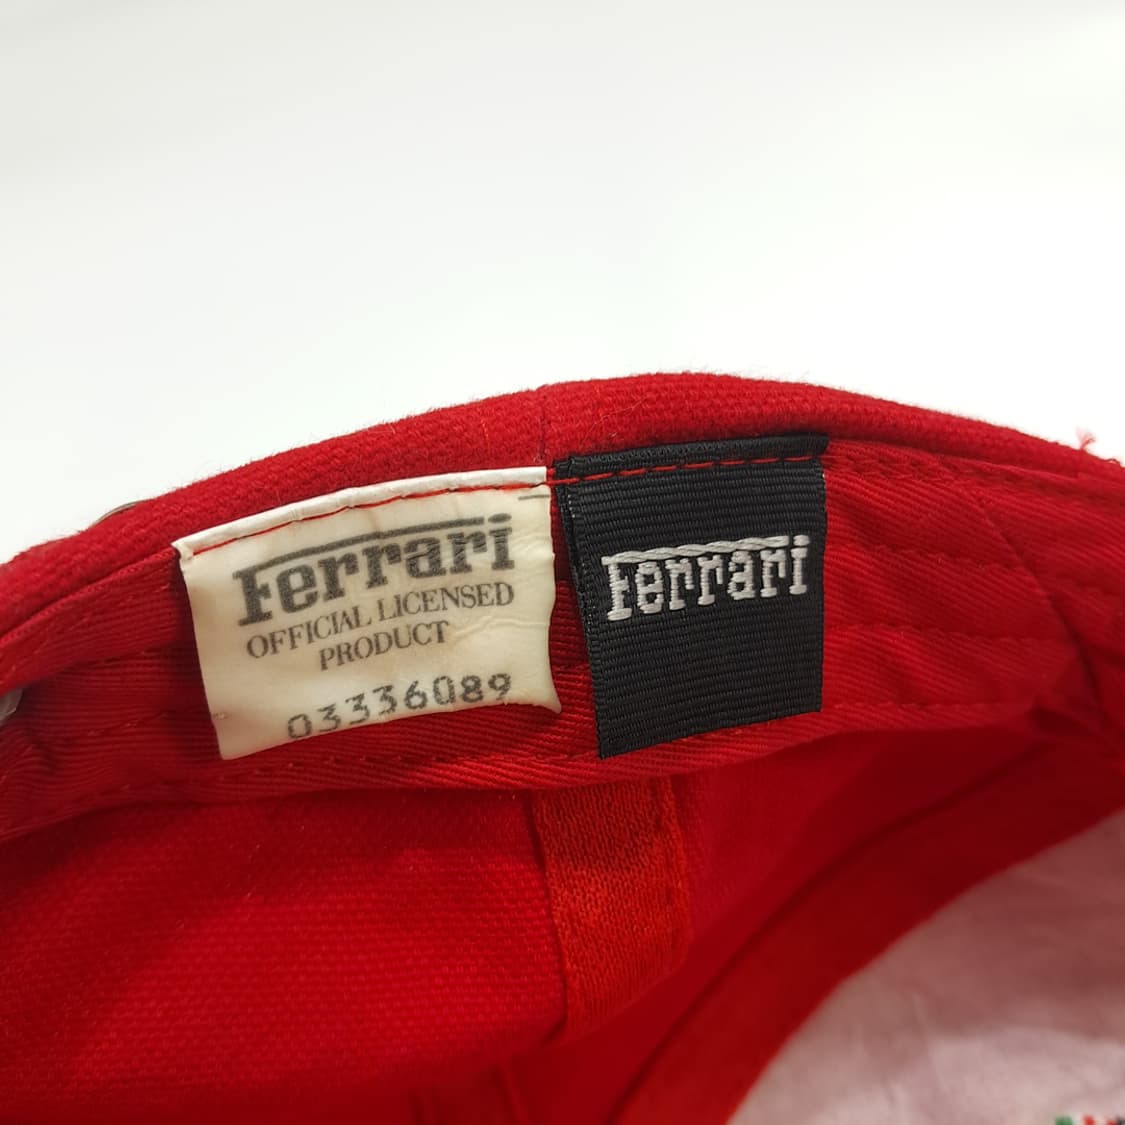 Ferrari
OFFICIAL LICENSED
PRODUCT
03336089
Ferrari